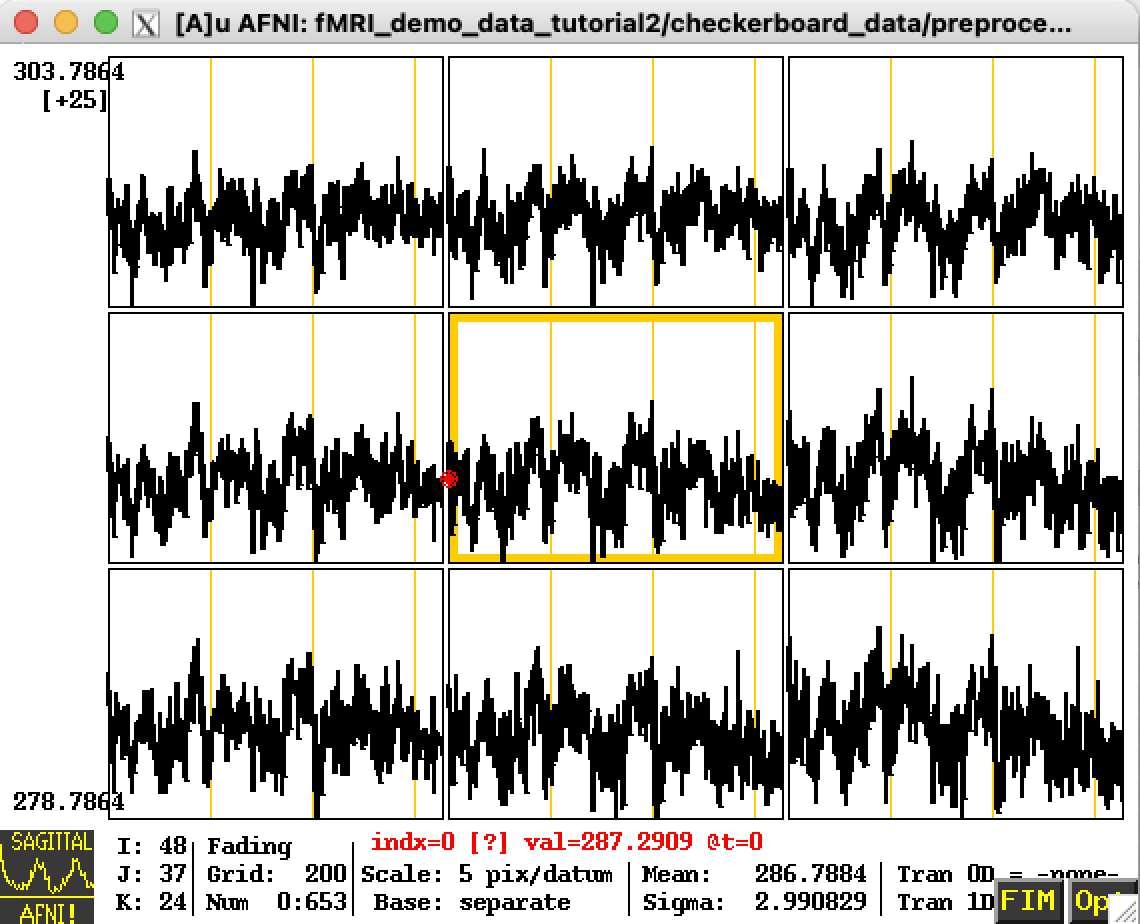 [A]u AFNI: fMRI_demo_data_tutorial2/checkerboard_data/preproce...
303.7864
[+25]
278.7864
SAGITTAL
AFNI!
I: 48
J: 37
K: 24
Fading
Grid: 200
Num 0:653
indx=0 [?] val=287.2909 @t=0
Scale: 5 pix/datum
Base: separate
Mean: 286.7884
Sigma: 2.990829
Tran 0D = -none-
Tran 1D
FIM
Op